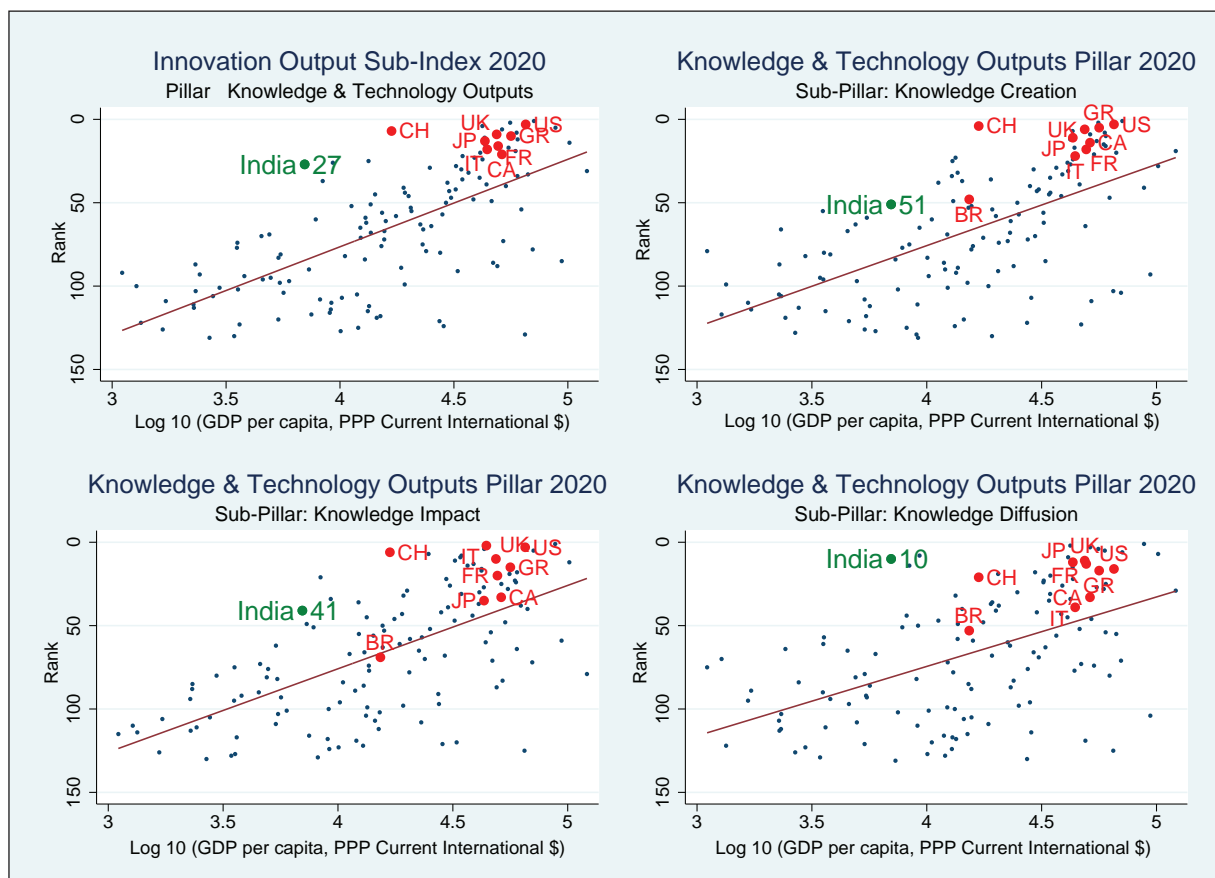 Innovation Output Sub-Index 2020
Pillar Knowledge & Technology Outputs
0
50
100
150
Rank
3
3.5
4
4.5
5
Log 10 (GDP per capita, PPP Current International $)
India 27
CH
UK
US
JP
GR
IT
FR
CA
Knowledge & Technology Outputs Pillar 2020
Sub-Pillar: Knowledge Creation
0
50
100
150
Rank
3
3.5
4
4.5
5
Log 10 (GDP per capita, PPP Current International $)
India 51
CH
GR
UK
US
JP
CA
IT
FR
BR
Knowledge & Technology Outputs Pillar 2020
Sub-Pillar: Knowledge Impact
0
50
100
150
Rank
3
3.5
4
4.5
5
Log 10 (GDP per capita, PPP Current International $)
India 41
CH
IT
UK
US
FR
GR
JP
CA
BR
Knowledge & Technology Outputs Pillar 2020
Sub-Pillar: Knowledge Diffusion
0
50
100
150
Rank
3
3.5
4
4.5
5
Log 10 (GDP per capita, PPP Current International $)
India 10
CH
JP
UK
US
FR
GR
CA
IT
BR